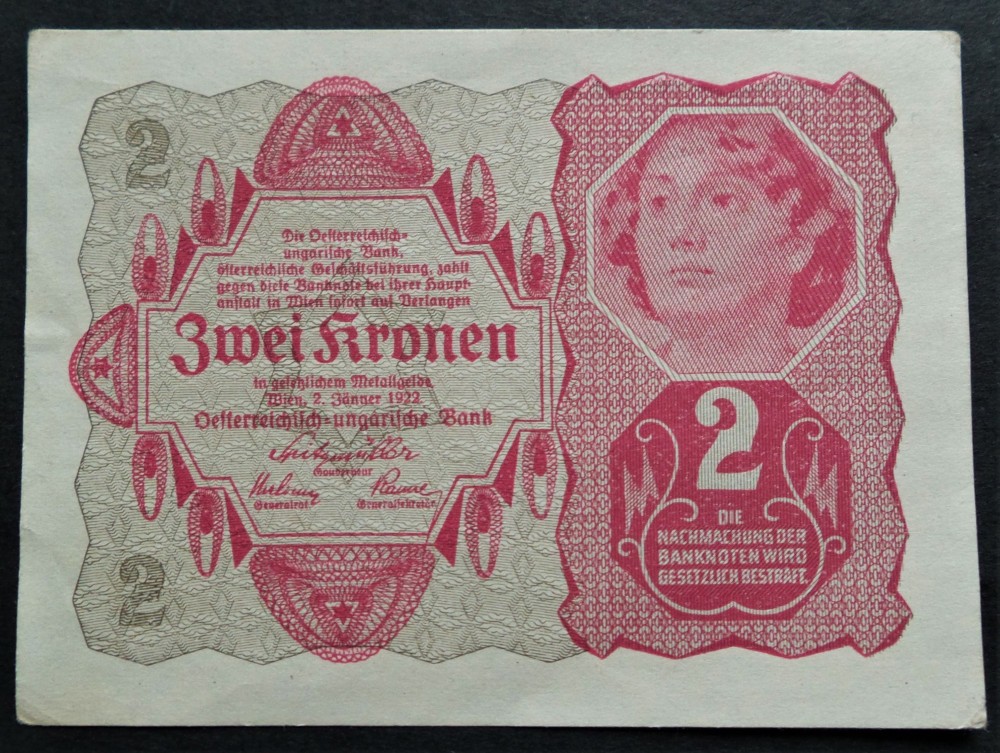 2
Die Oesterreichisch-
ungarische Bank,
österreichische Geschäftsführung, zahlt
gegen diese Banknote bei ihrer Haupt-
anstalt in Wien sofort auf Verlangen
Zwei Kronen
in gesetzlichem Metallgelde.
Wien, 2. Jänner 1922.
Oesterreichisch-ungarische Bank
Gouverneur
Generalrat
Generalsekretär
2
2
DIE
NACHMACHUNG DER
BANKNOTEN WIRD
GESETZLICH BESTRAFT.